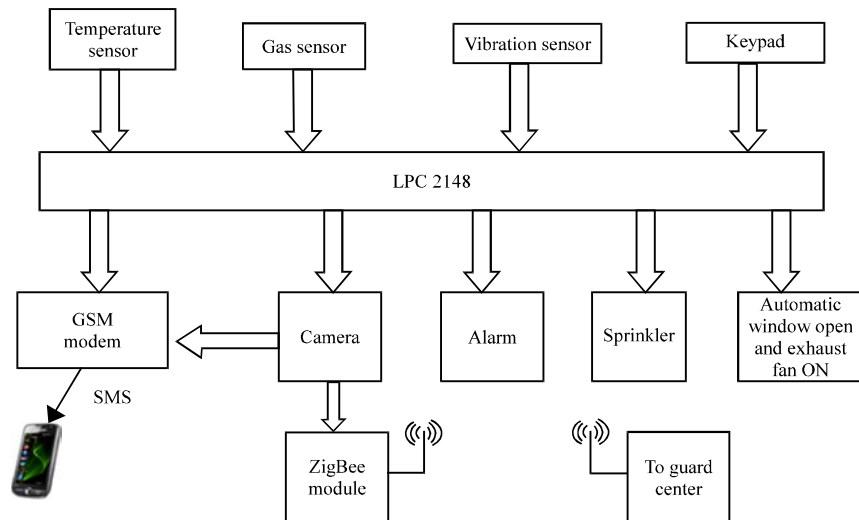 Temperature
sensor
Gas sensor
Vibration sensor
Keypad
LPC 2148
GSM
modem
Camera
Alarm
Sprinkler
Automatic
window open
and exhaust
fan ON
SMS
ZigBee
module
To guard
center